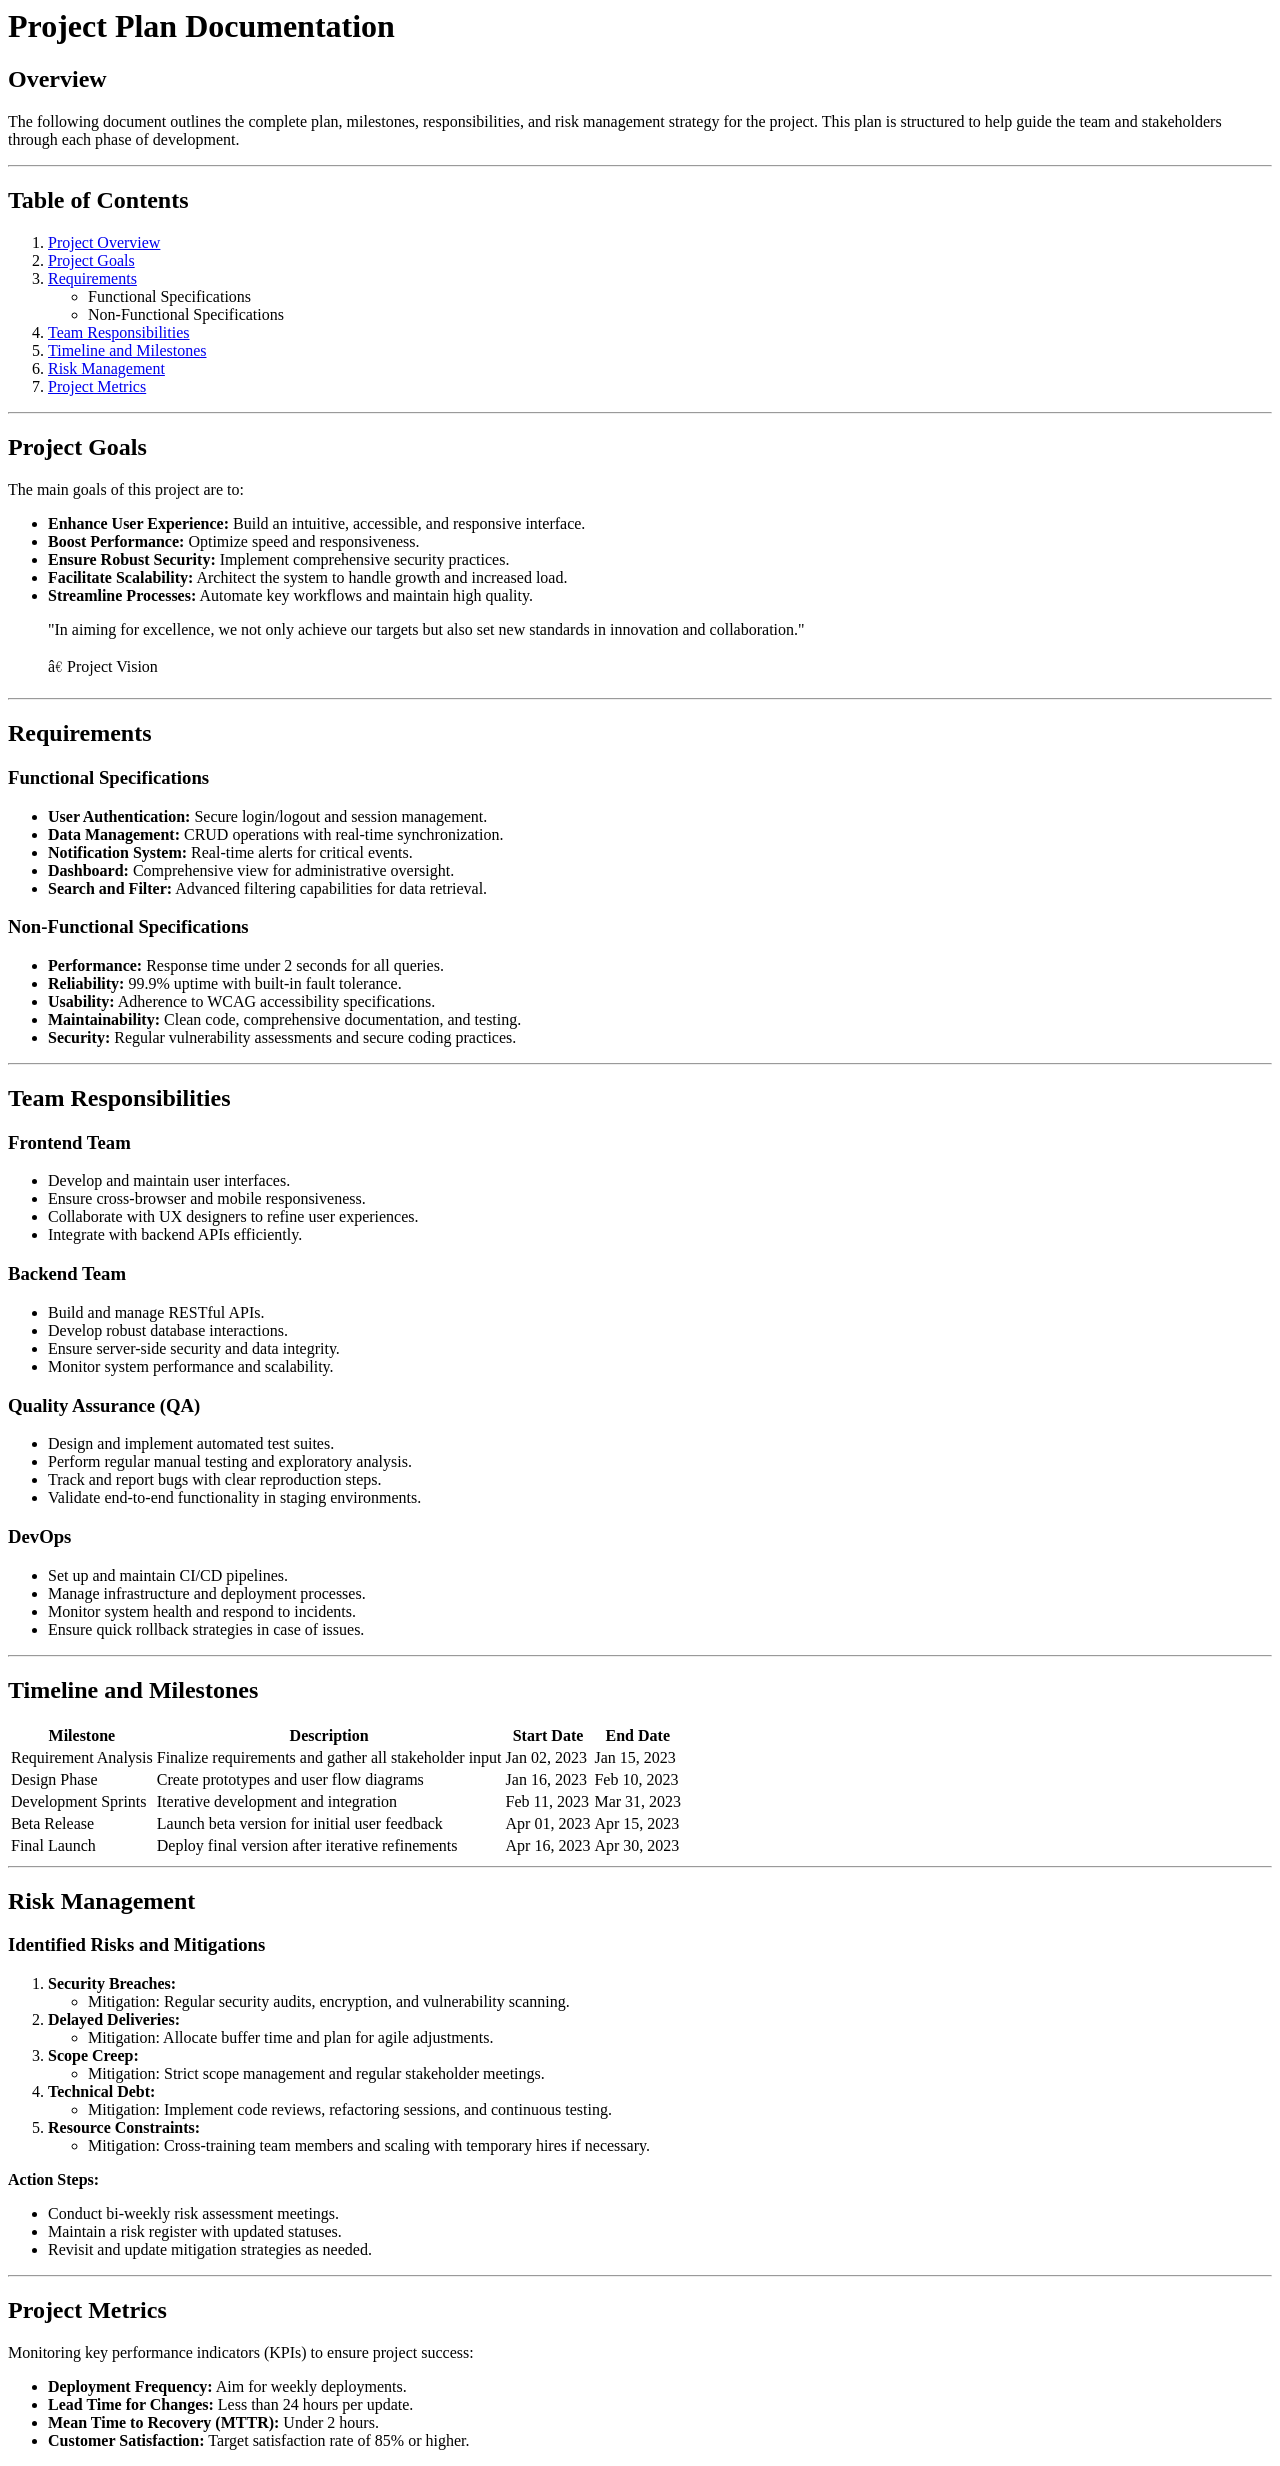 Project Plan Documentation
Overview
The following document outlines the complete plan, milestones, responsibilities, and risk management strategy for the project. This plan is structured to help guide the team and stakeholders
through each phase of development.
Table of Contents
1. Project Overview
2. Project Goals
3. Requirements
◦ Functional Specifications
◦ Non-Functional Specifications
4. Team Responsibilities
5. Timeline and Milestones
6. Risk Management
7. Project Metrics
Project Goals
The main goals of this project are to:
• Enhance User Experience: Build an intuitive, accessible, and responsive interface.
• Boost Performance: Optimize speed and responsiveness.
• Ensure Robust Security: Implement comprehensive security practices.
• Facilitate Scalability: Architect the system to handle growth and increased load.
• Streamline Processes: Automate key workflows and maintain high quality.
"In aiming for excellence, we not only achieve our targets but also set new standards in innovation and collaboration."
â€ Project Vision
Requirements
Functional Specifications
• User Authentication: Secure login/logout and session management.
• Data Management: CRUD operations with real-time synchronization.
• Notification System: Real-time alerts for critical events.
• Dashboard: Comprehensive view for administrative oversight.
• Search and Filter: Advanced filtering capabilities for data retrieval.
Non-Functional Specifications
• Performance: Response time under 2 seconds for all queries.
• Reliability: 99.9% uptime with built-in fault tolerance.
• Usability: Adherence to WCAG accessibility specifications.
• Maintainability: Clean code, comprehensive documentation, and testing.
• Security: Regular vulnerability assessments and secure coding practices.
Team Responsibilities
Frontend Team
• Develop and maintain user interfaces.
• Ensure cross-browser and mobile responsiveness.
• Collaborate with UX designers to refine user experiences.
• Integrate with backend APIs efficiently.
Backend Team
• Build and manage RESTful APIs.
• Develop robust database interactions.
• Ensure server-side security and data integrity.
• Monitor system performance and scalability.
Quality Assurance (QA)
• Design and implement automated test suites.
• Perform regular manual testing and exploratory analysis.
• Track and report bugs with clear reproduction steps.
• Validate end-to-end functionality in staging environments.
DevOps
• Set up and maintain CI/CD pipelines.
• Manage infrastructure and deployment processes.
• Monitor system health and respond to incidents.
• Ensure quick rollback strategies in case of issues.
Timeline and Milestones
Milestone Description Start Date End Date
Requirement Analysis Finalize requirements and gather all stakeholder input Jan 02, 2023 Jan 15, 2023
Design Phase Create prototypes and user flow diagrams Jan 16, 2023 Feb 10, 2023
Development Sprints Iterative development and integration Feb 11, 2023 Mar 31, 2023
Beta Release Launch beta version for initial user feedback Apr 01, 2023 Apr 15, 2023
Final Launch Deploy final version after iterative refinements Apr 16, 2023 Apr 30, 2023
Risk Management
Identified Risks and Mitigations
1. Security Breaches:
◦ Mitigation: Regular security audits, encryption, and vulnerability scanning.
2. Delayed Deliveries:
◦ Mitigation: Allocate buffer time and plan for agile adjustments.
3. Scope Creep:
◦ Mitigation: Strict scope management and regular stakeholder meetings.
4. Technical Debt:
◦ Mitigation: Implement code reviews, refactoring sessions, and continuous testing.
5. Resource Constraints:
◦ Mitigation: Cross-training team members and scaling with temporary hires if necessary.
Action Steps:
• Conduct bi-weekly risk assessment meetings.
• Maintain a risk register with updated statuses.
• Revisit and update mitigation strategies as needed.
Project Metrics
Monitoring key performance indicators (KPIs) to ensure project success:
• Deployment Frequency: Aim for weekly deployments.
• Lead Time for Changes: Less than 24 hours per update.
• Mean Time to Recovery (MTTR): Under 2 hours.
• Customer Satisfaction: Target satisfaction rate of 85% or higher.